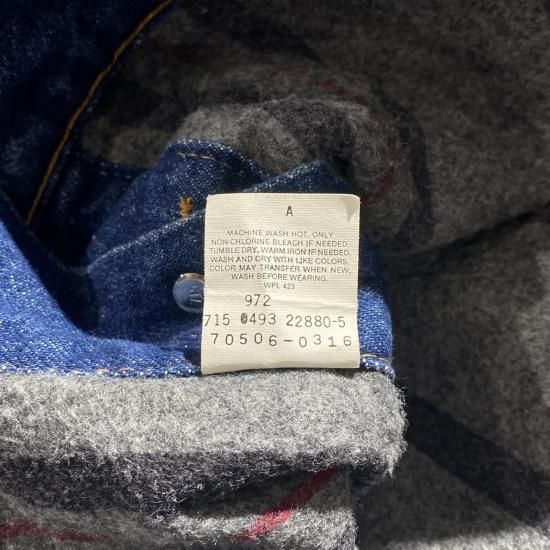 A
MACHINE WASH HOT, ONLY
NON-CHLORINE BLEACH IF NEEDED.
TUMBLE DRY. WARM IRON IF NEEDED.
WASH AND DRY WITH LIKE COLORS.
COLOR MAY TRANSFER WHEN NEW,
WASH BEFORE WEARING.
WPL 423
972
715 0493 22880-5
70506-0316